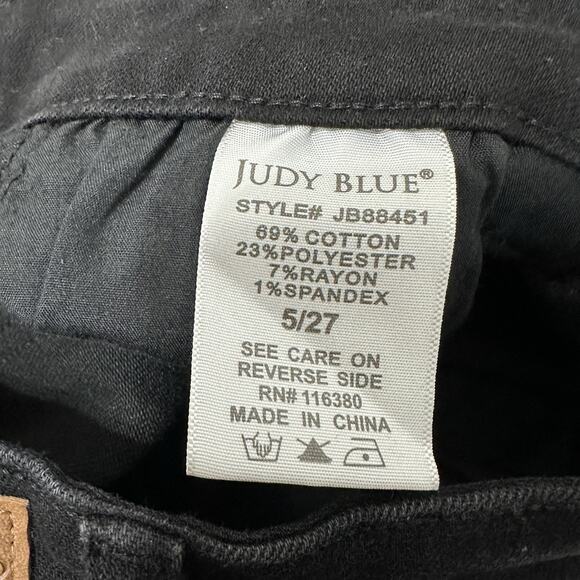 JUDY BLUE®
STYLE# JB88451
69% COTTON
23%POLYESTER
7%RAYON
1%SPANDEX
5/27
SEE CARE ON
REVERSE SIDE
RN# 116380
MADE IN CHINA